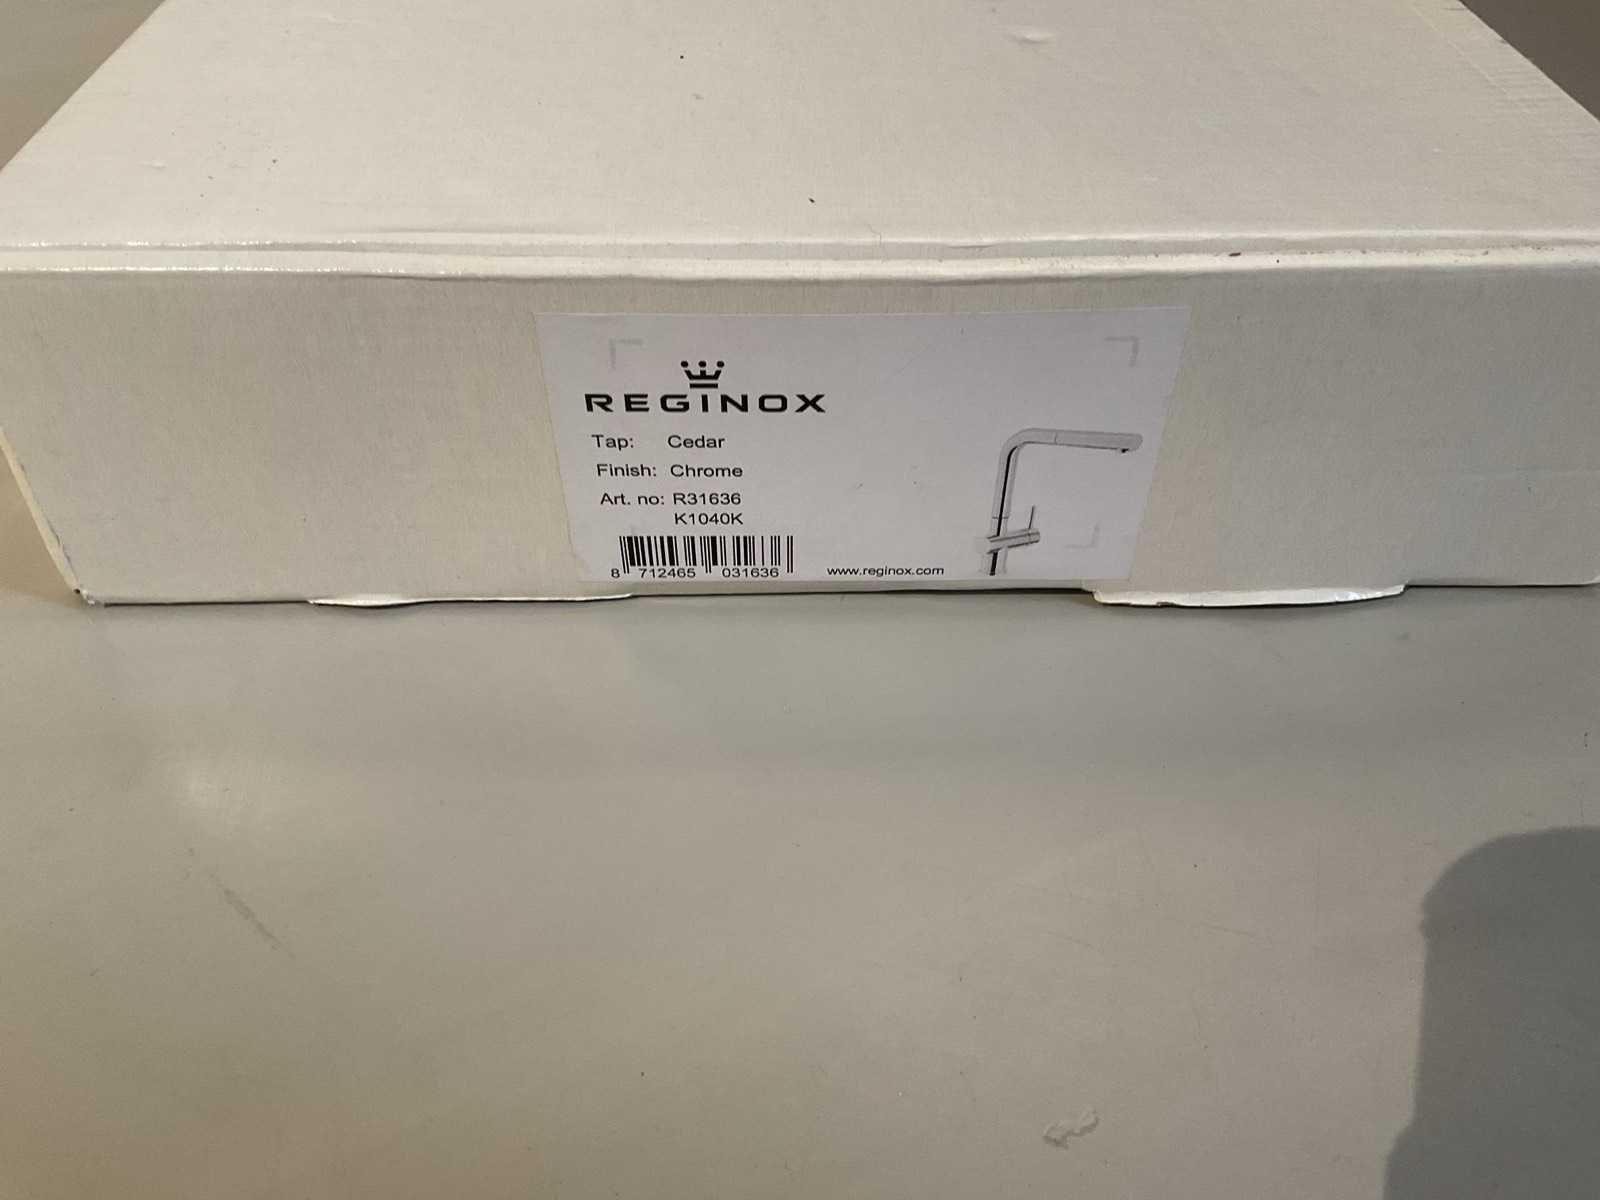 REGINOX
Tap: Cedar
Finish: Chrome
Art. no: R31636
K1040K
8 712465 031636
www.reginox.com